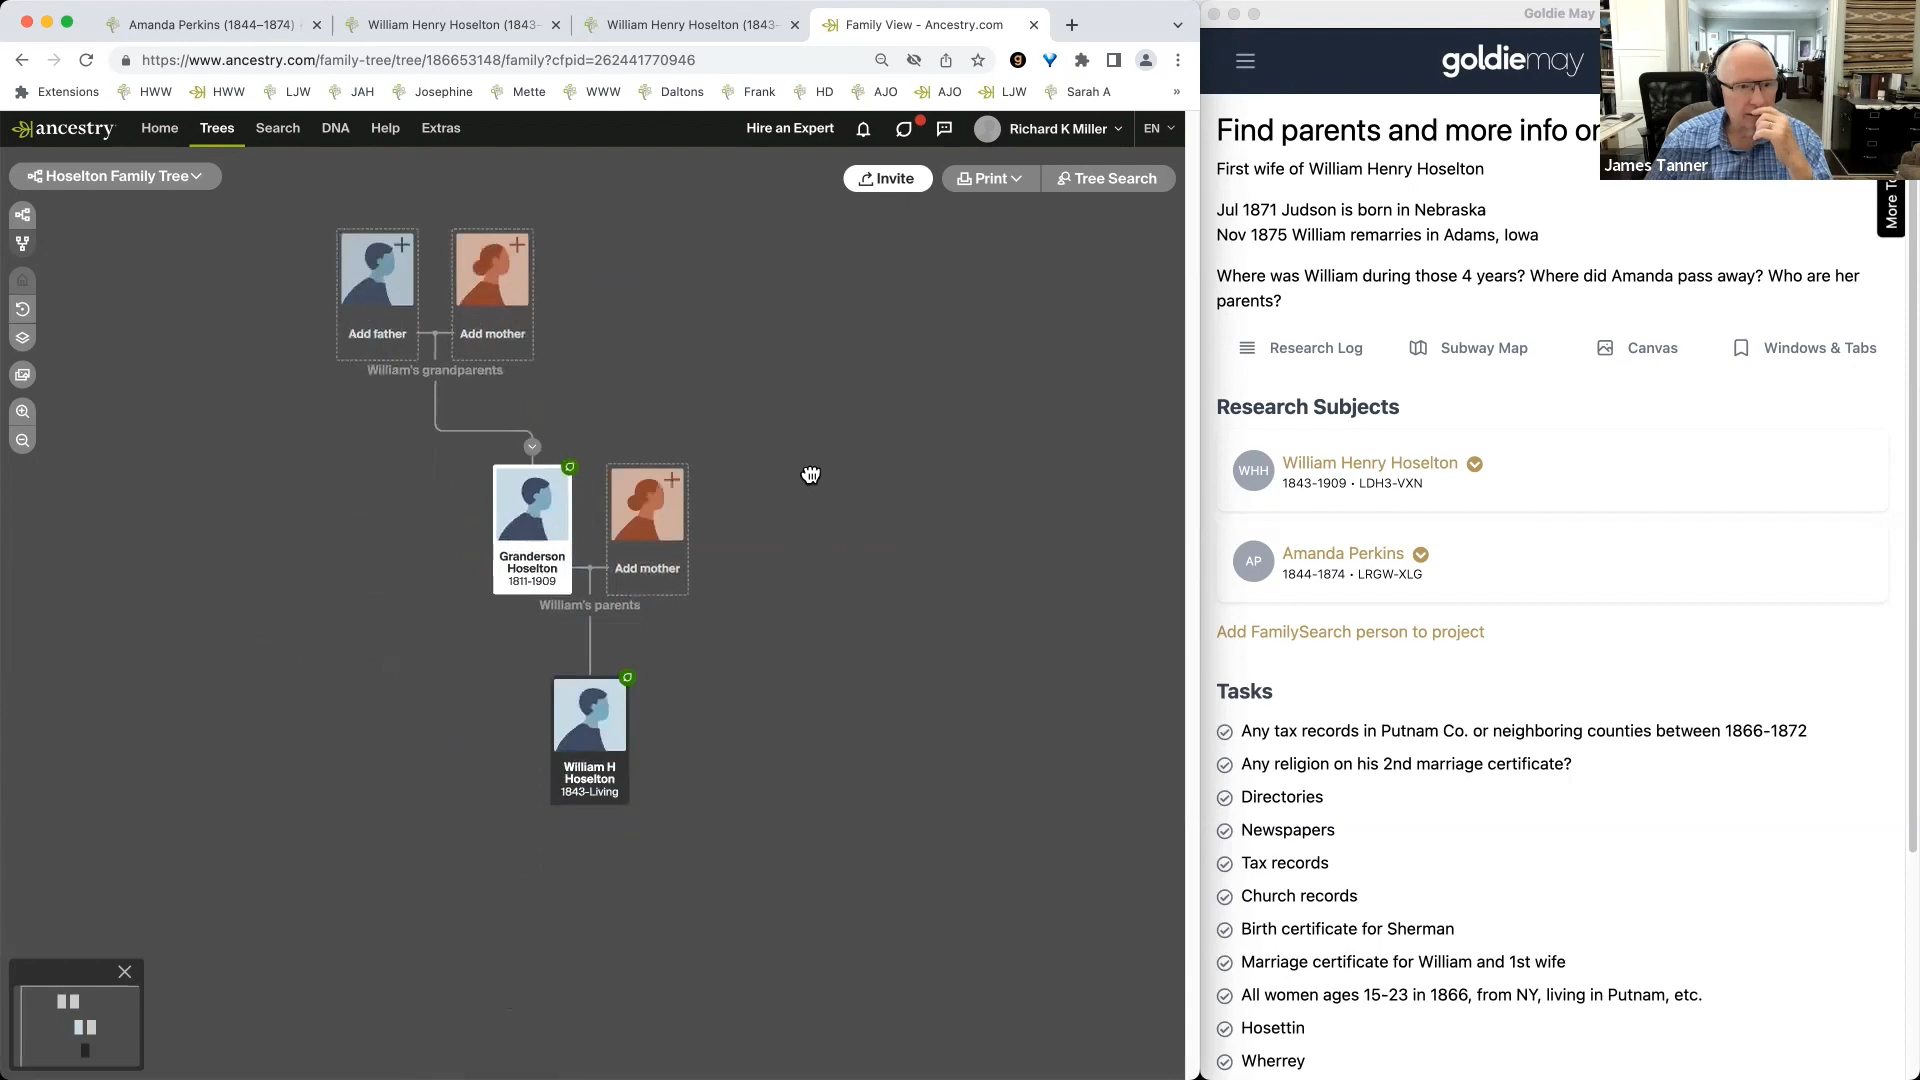 Amanda Perkins (1844–1874)
William Henry Hoselton (1843-
William Henry Hoselton (1843-
Family View - Ancestry.com
https://www.ancestry.com/family-tree/tree/186653148/family?cfpid=262441770946
Extensions
HWW
HWW
LJW
JAH
Josephine
Mette
WWW
Daltons
Frank
HD
AJO
AJO
LJW
Sarah A
»
ancestry
Home
Trees
Search
DNA
Help
Extras
Hire an Expert
Richard K Miller
EN
Hoselton Family Tree
Invite
Print
Tree Search
Add father
Add mother
William's grandparents
Granderson
Hoselton
1811-1909
Add mother
William's parents
William H
Hoselton
1843-Living
Goldie May
goldiemay
James Tanner
Find parents and more info or
First wife of William Henry Hoselton
Jul 1871 Judson is born in Nebraska
Nov 1875 William remarries in Adams, Iowa
Where was William during those 4 years? Where did Amanda pass away? Who are her
parents?
More
Research Log
Subway Map
Canvas
Windows & Tabs
Research Subjects
WHH
William Henry Hoselton
1843-1909 • LDH3-VXN
AP
Amanda Perkins
1844-1874 • LRGW-XLG
Add FamilySearch person to project
Tasks
Any tax records in Putnam Co. or neighboring counties between 1866-1872
Any religion on his 2nd marriage certificate?
Directories
Newspapers
Tax records
Church records
Birth certificate for Sherman
Marriage certificate for William and 1st wife
All women ages 15-23 in 1866, from NY, living in Putnam, etc.
Hosettin
Wherrey